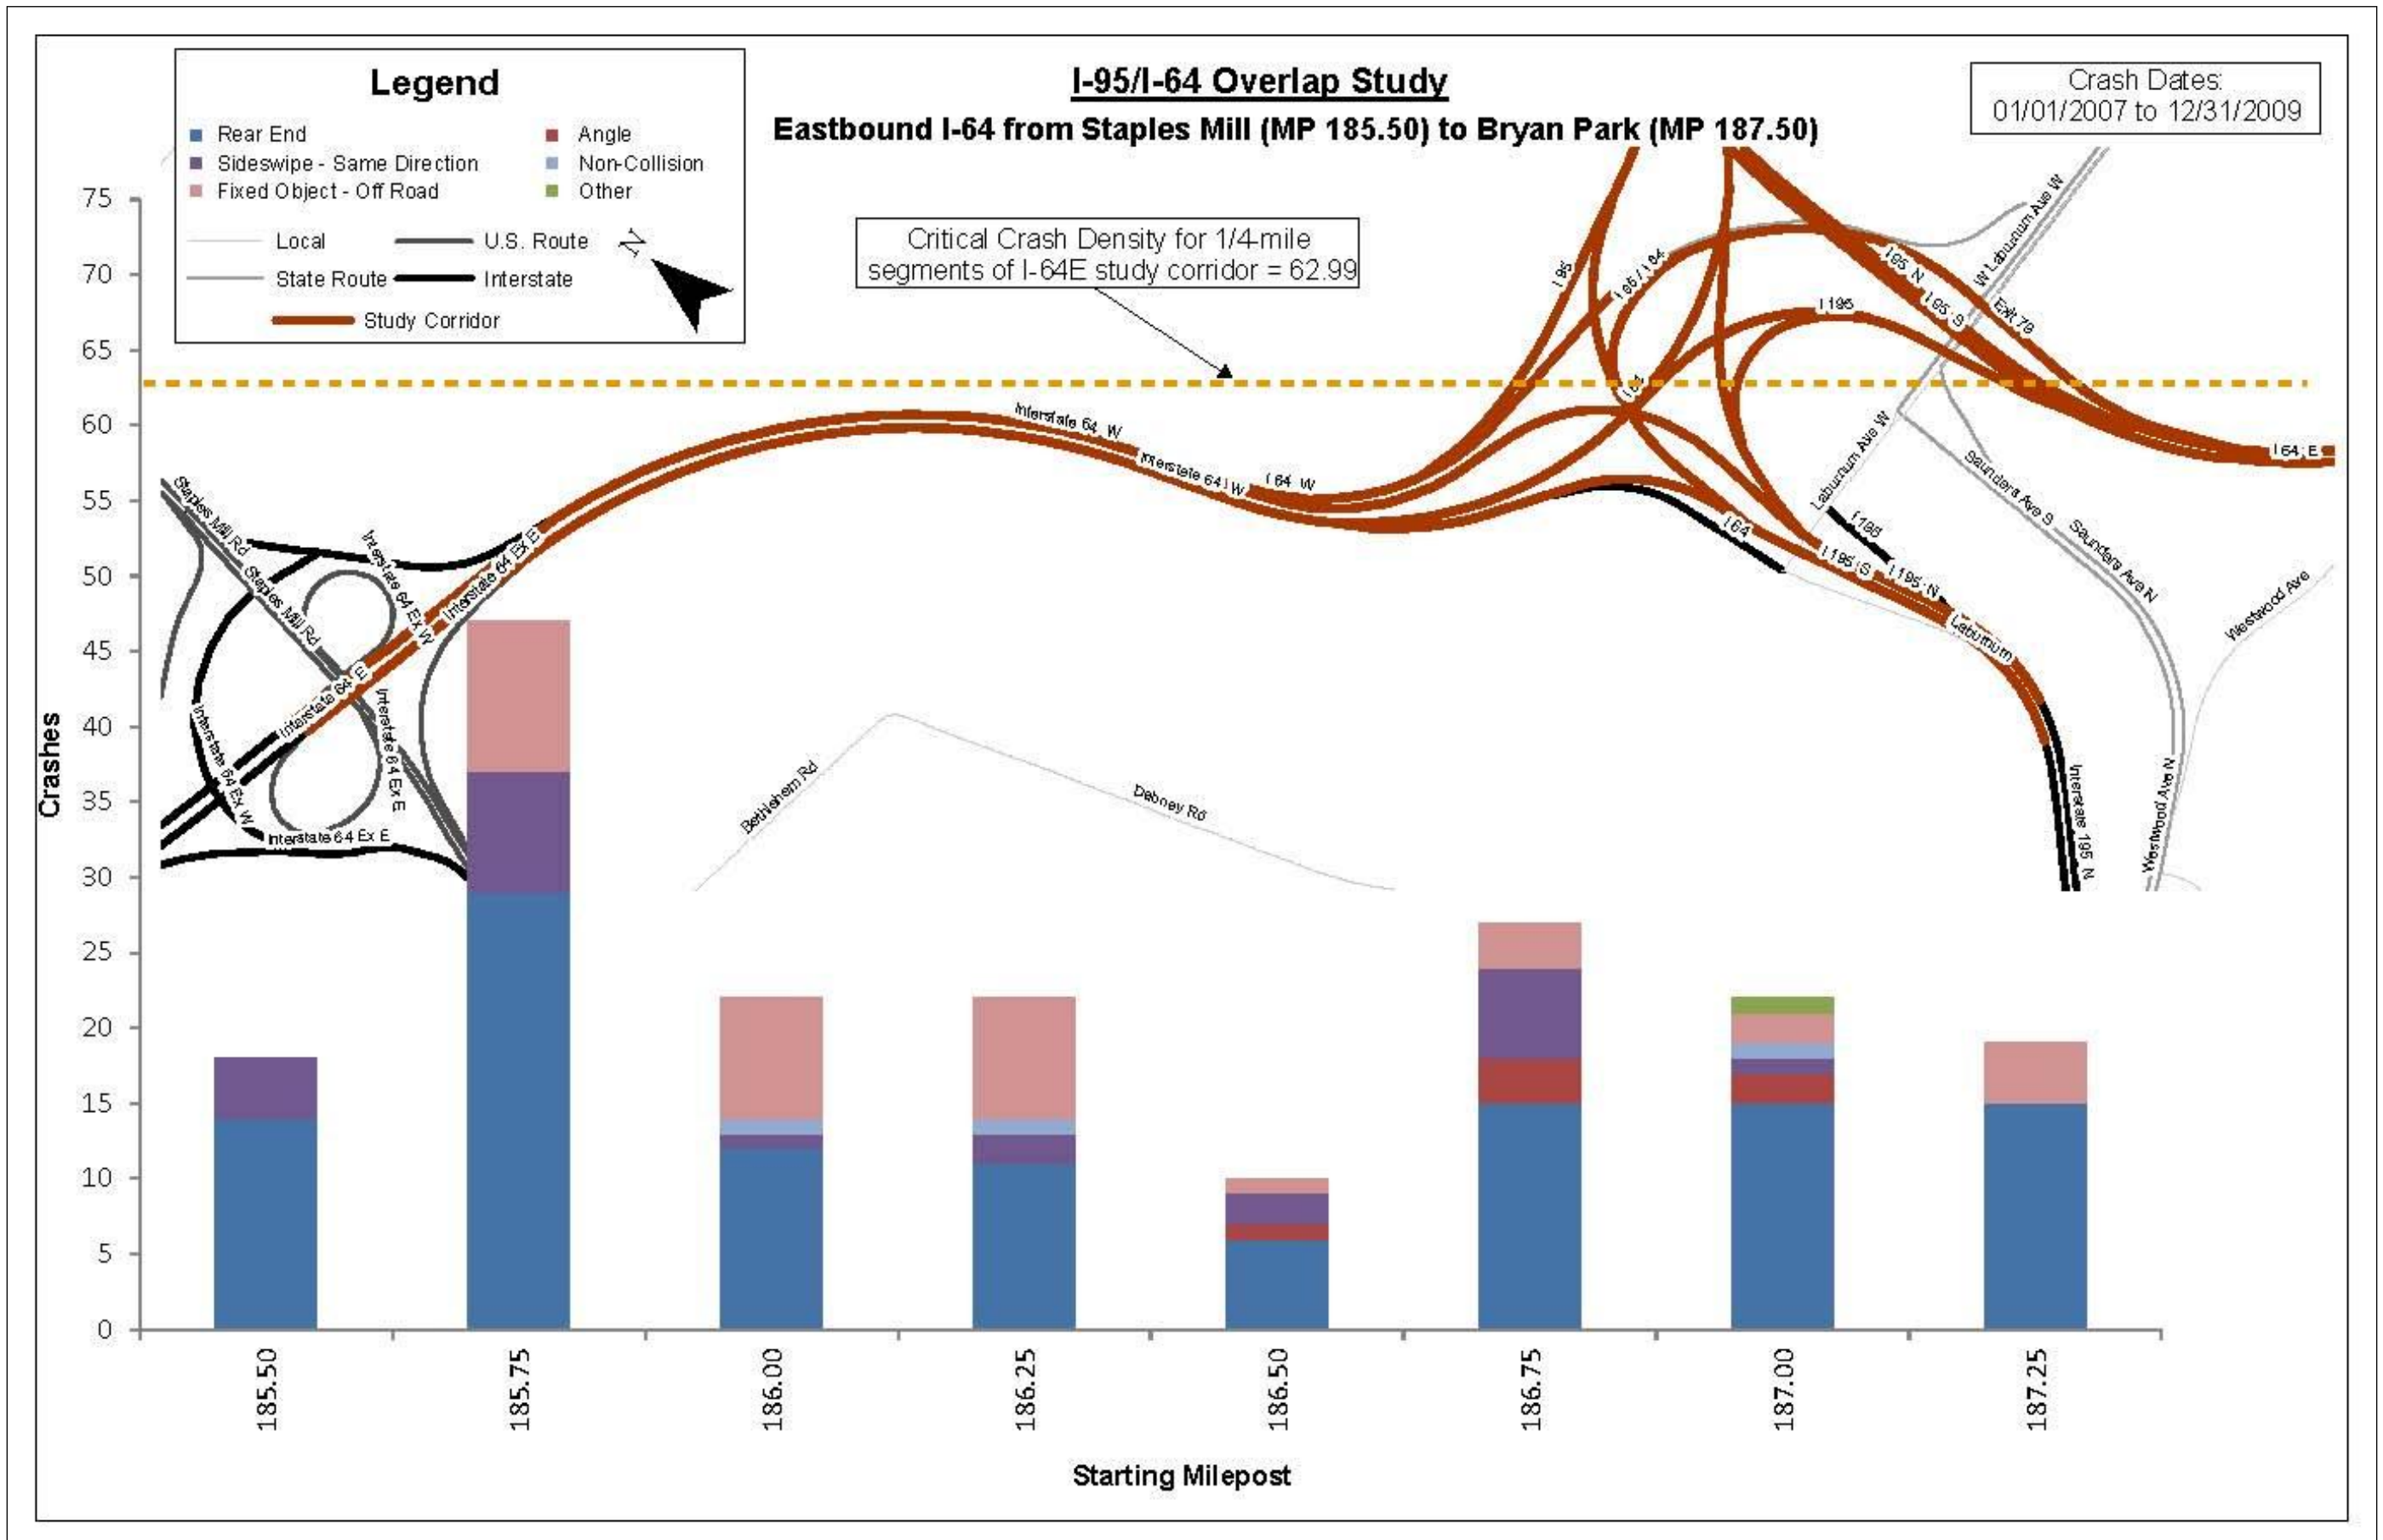 Legend
Rear End
Angle
Sideswipe - Same Direction
Non-Collision
Fixed Object - Off Road
Other
Local
U.S. Route
N
State Route
Interstate
Study Corridor
I-95/I-64 Overlap Study
Eastbound I-64 from Staples Mill (MP 185.50) to Bryan Park (MP 187.50)
Crash Dates:
01/01/2007 to 12/31/2009
Critical Crash Density for 1/4-mile
segments of I-64E study corridor = 62.99
75
70
65
60
55
50
45
40
35
30
25
20
15
10
5
0
Crashes
Staples Mill Rd
Staples Mill Rd
Interstate 64 Ex W
Interstate 64 Ex E
Interstate 64 E
Interstate 64 Ex W
Interstate 64 Ex E
Interstate 64 Ex E
Interstate 64 W
Interstate 64 W
I 64 W
I 95
I 95 / I 64
I 64
I 195
I 95 N
I 95 S
Exit 78
W Laburnum Ave W
Laburnum Ave W
I 64 E
Saunders Ave S
Saunders Ave N
Westwood Ave
I 64
I 195
I 195 S
I 195 N
Laburnum
Interstate 195 N
Westwood Ave N
Bethlehem Rd
Dabney Rd
185.50
185.75
186.00
186.25
186.50
186.75
187.00
187.25
Starting Milepost